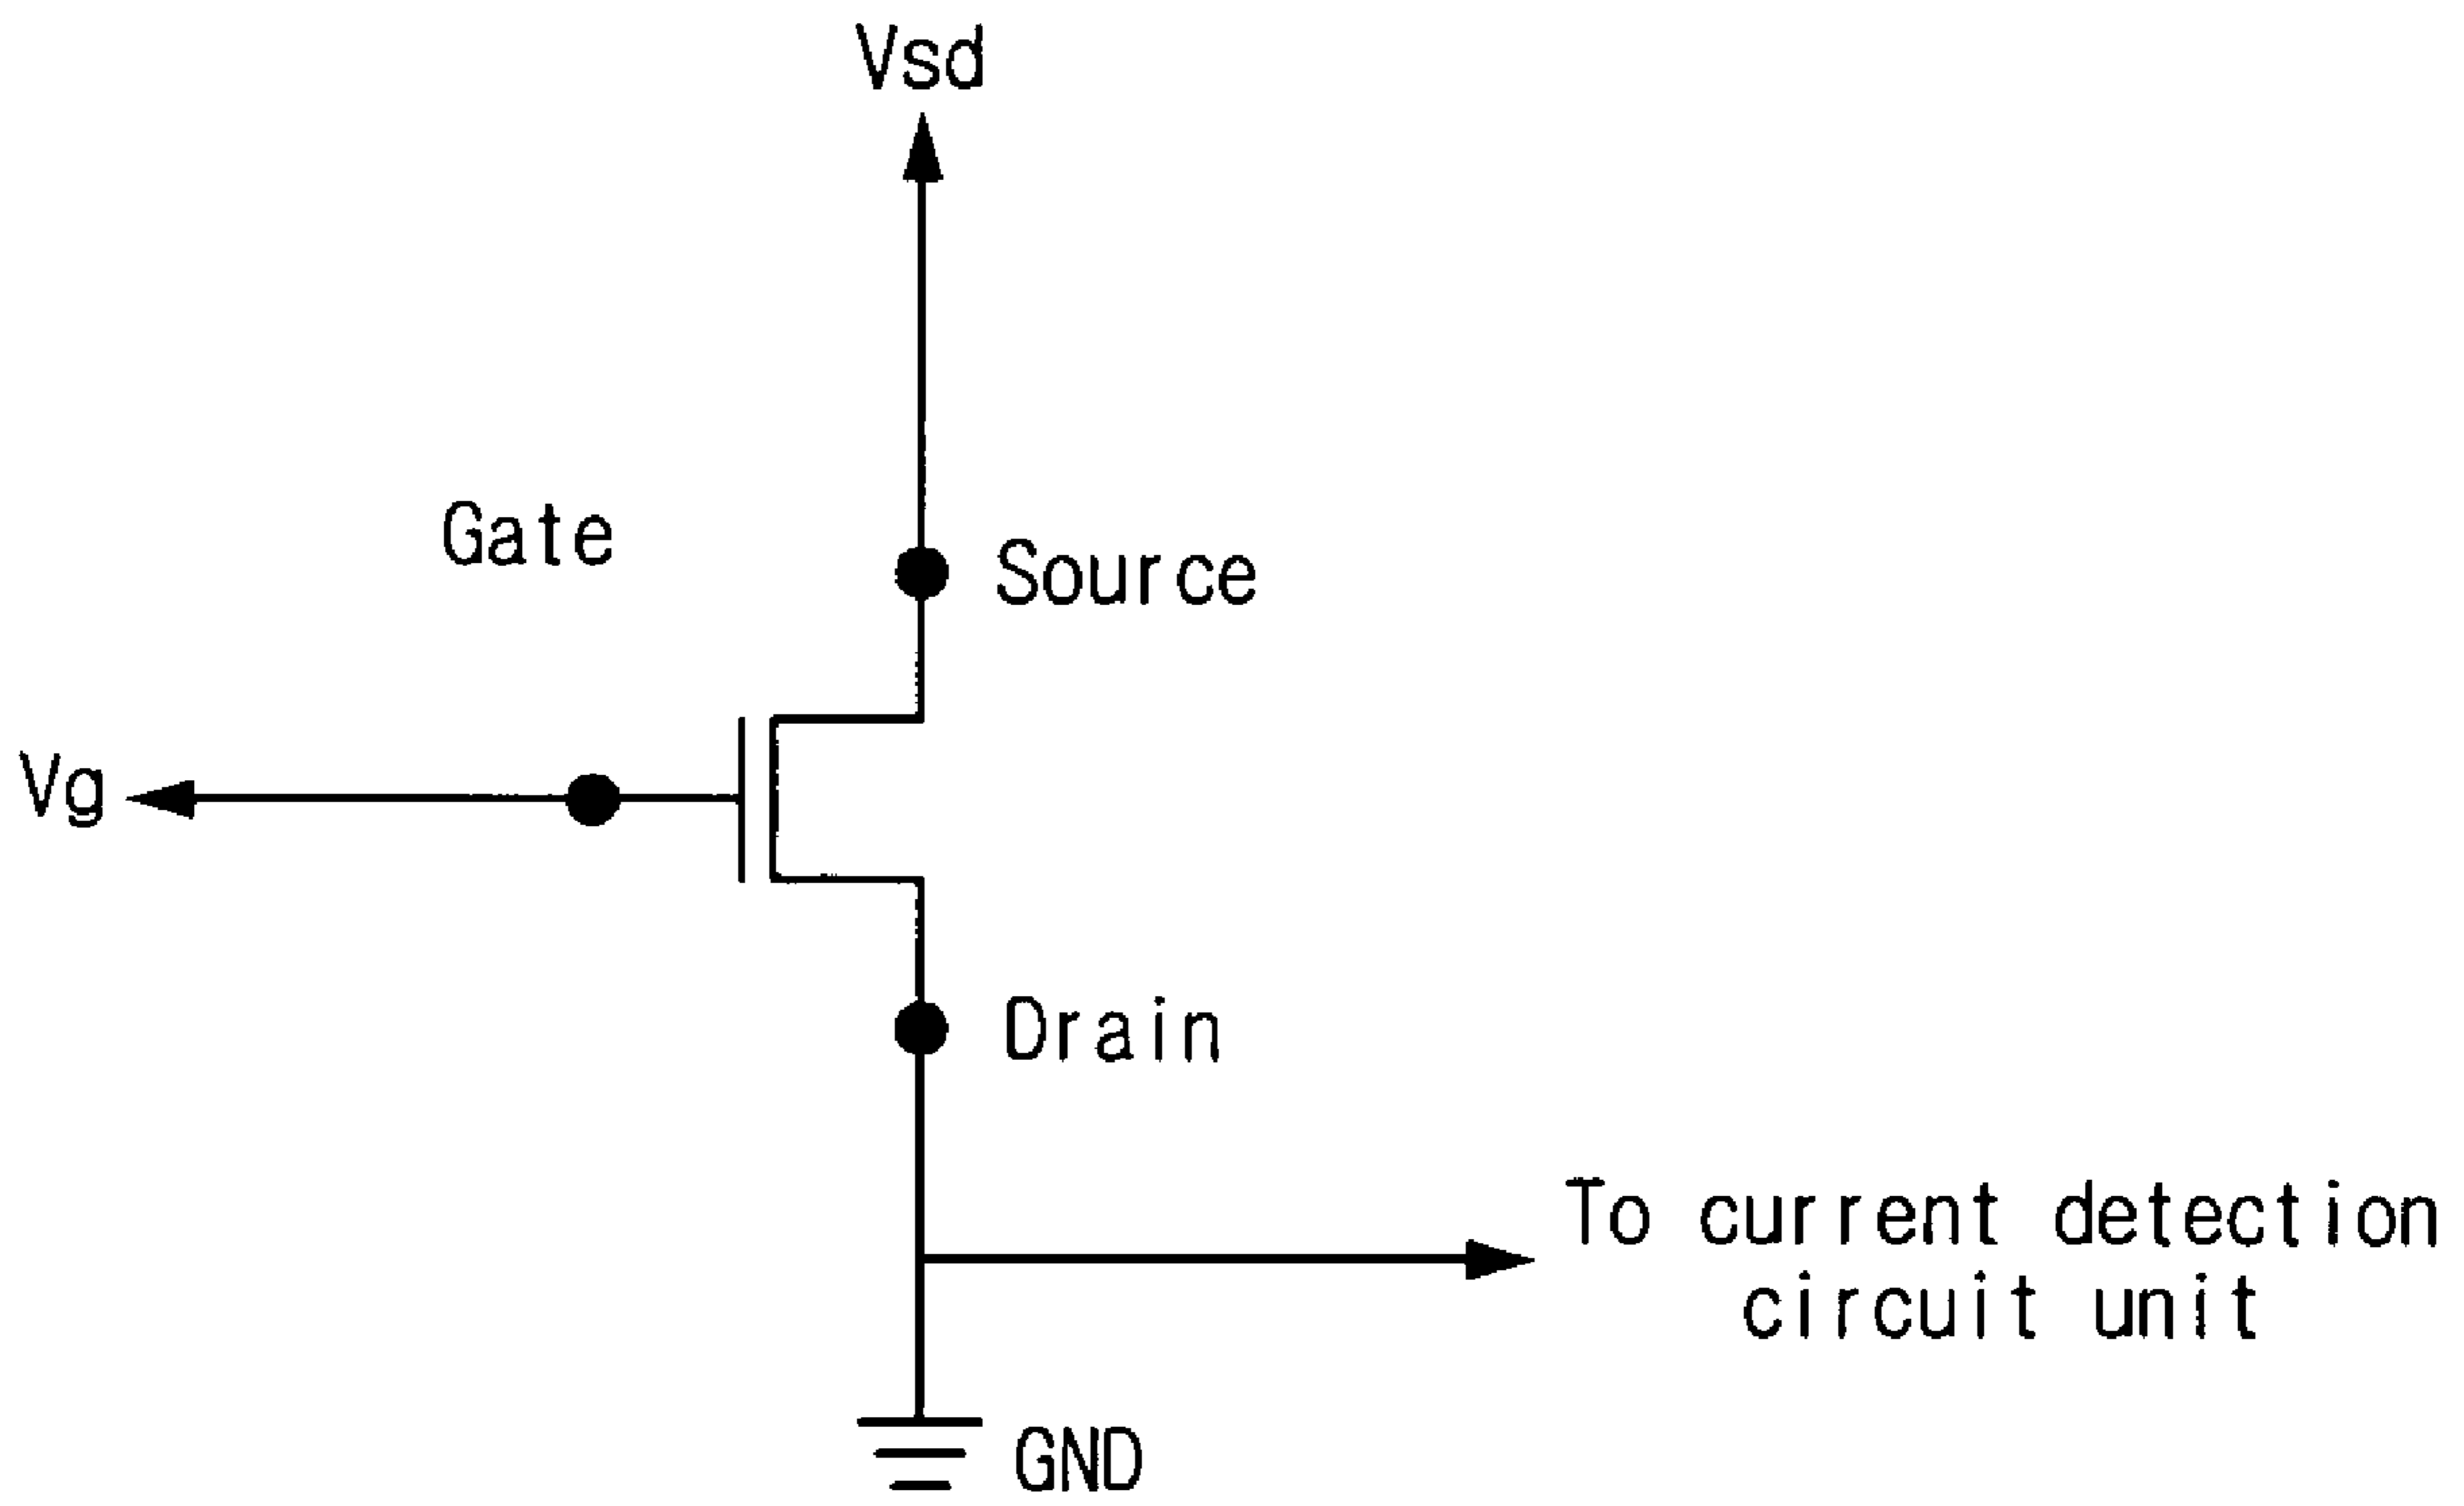 Vsd
Gate
Source
Vg
Drain
To current detection
circuit unit
GND